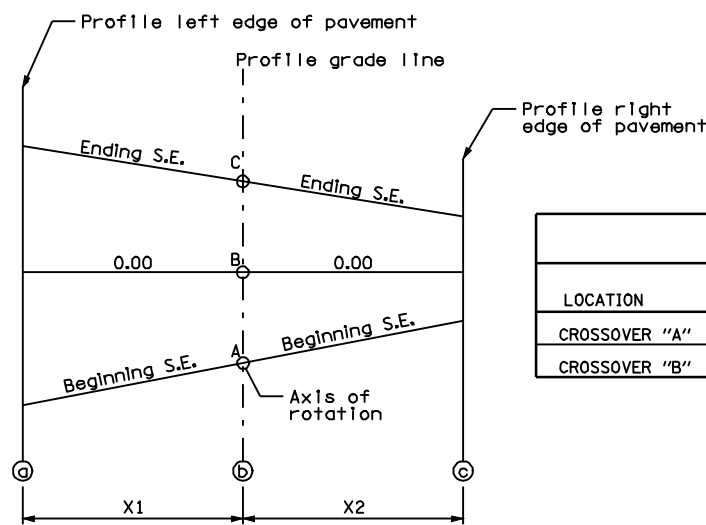 Profile left edge of pavement
Profile grade line
Profile right
edge of pavement
Ending S.E.
C
Ending S.E.
0.00
B
0.00
LOCATION
Beginning S.E.
CROSSOVER "A"
Beginning S.E.
A
CROSSOVER "B"
Axis of
rotation
a
b
c
X1
X2